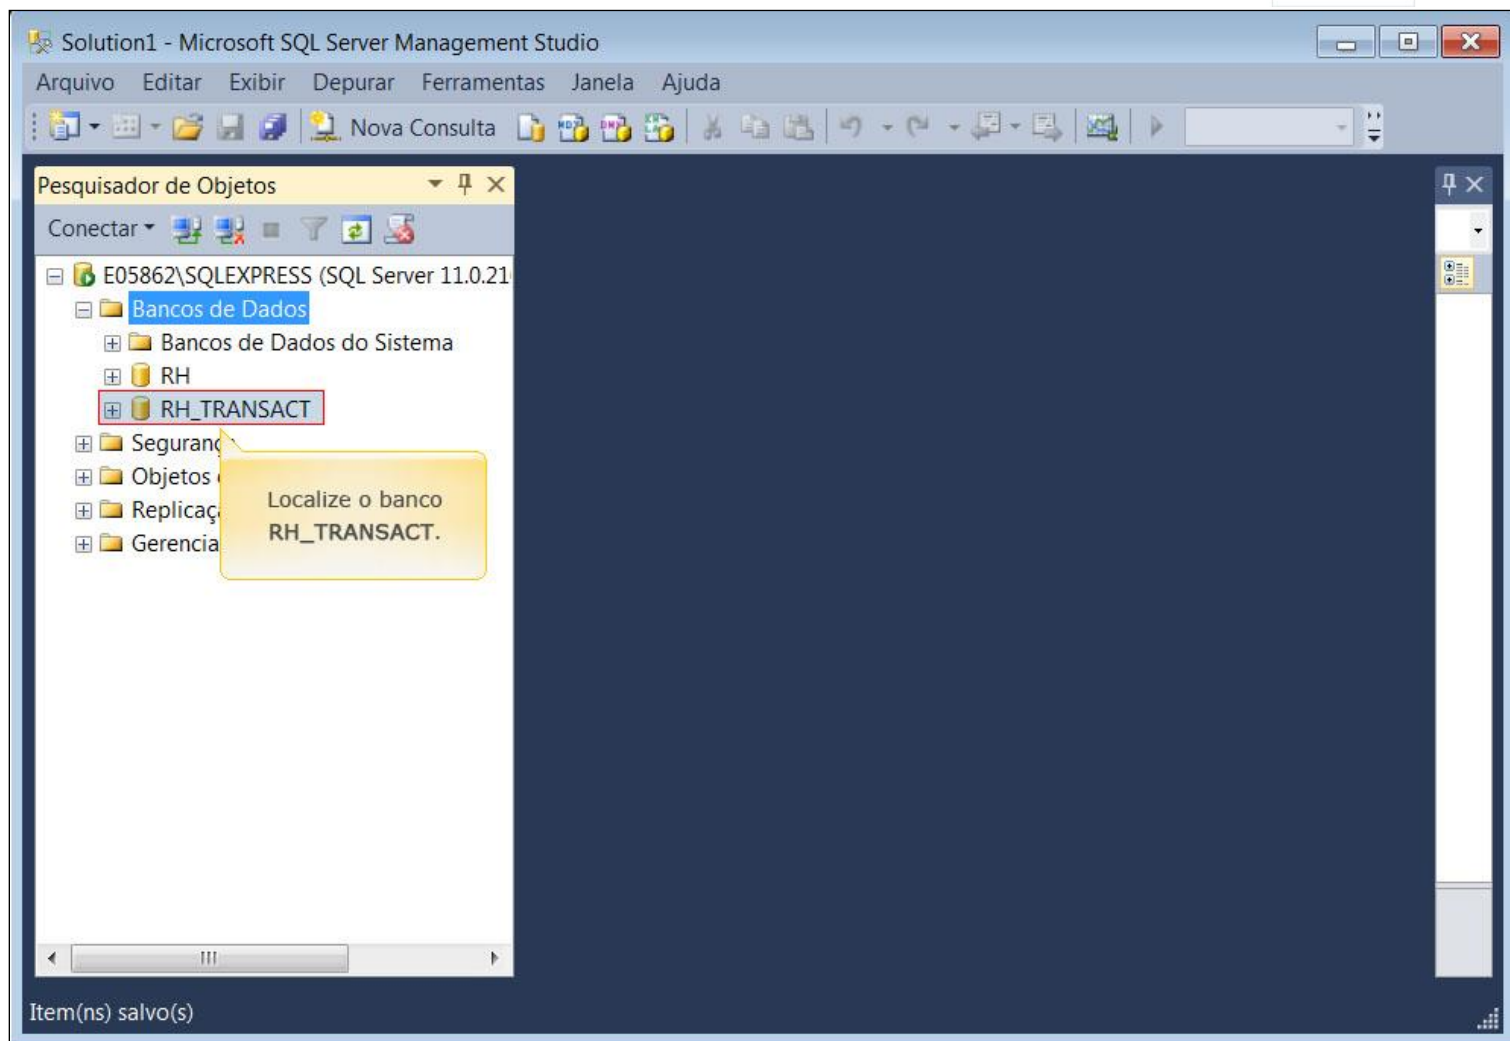 Solution1 - Microsoft SQL Server Management Studio
Arquivo Editar Exibir Depurar Ferramentas Janela Ajuda
Nova Consulta
Pesquisador de Objetos
Conectar
E05862\SQLEXPRESS (SQL Server 11.0.21
Bancos de Dados
Bancos de Dados do Sistema
RH
RH_TRANSACT
Seguranç
Objetos
Replicaç
Gerencia
Localize o banco
RH_TRANSACT.
Item(ns) salvo(s)